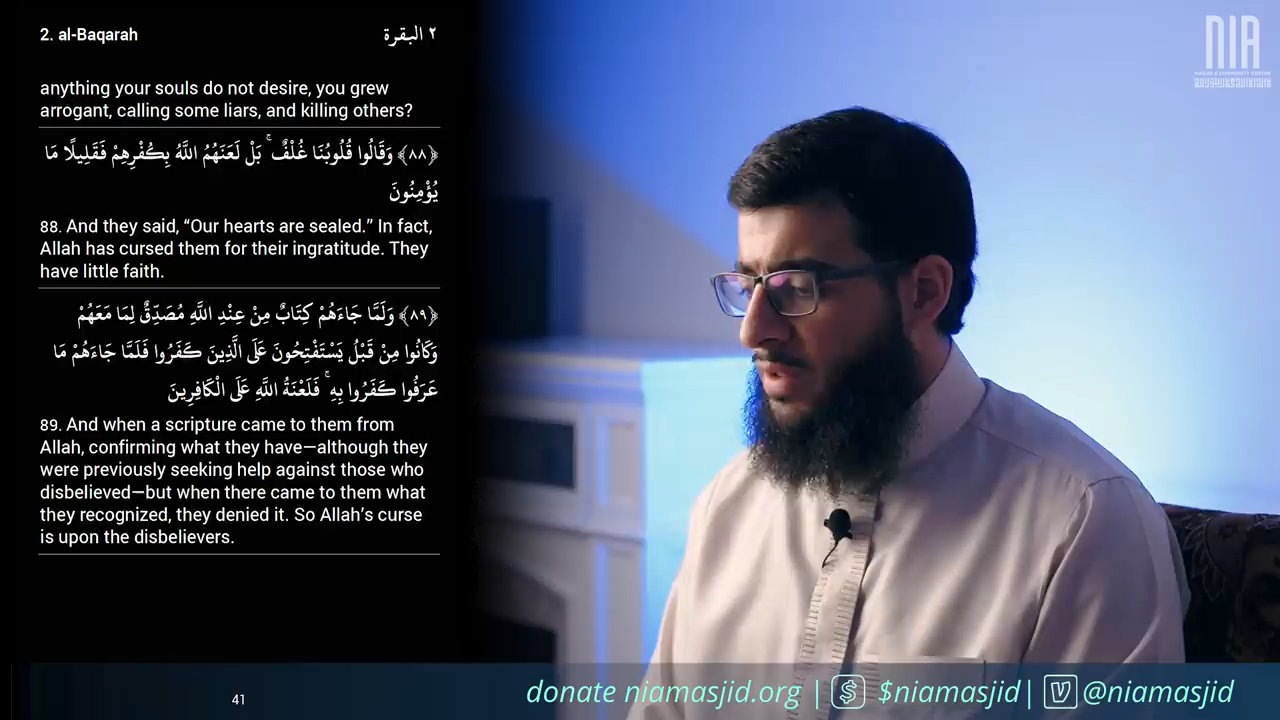 2. al-Baqarah
٢ البقرة
anything your souls do not desire, you grew
arrogant, calling some liars, and killing others?
﴿٨٨﴾ وَقَالُوا قُلُوبُنَا غُلْفٌ ۚ بَلْ لَعَنَهُمُ اللَّهُ بِكُفْرِهِمْ فَقَلِيلًا مَا
يُؤْمِنُونَ
88. And they said, “Our hearts are sealed.” In fact,
Allah has cursed them for their ingratitude. They
have little faith.
﴿٨٩﴾ وَلَمَّا جَاءَهُمْ كِتَابٌ مِنْ عِنْدِ اللَّهِ مُصَدِّقٌ لِمَا مَعَهُمْ
وَكَانُوا مِنْ قَبْلُ يَسْتَفْتِحُونَ عَلَى الَّذِينَ كَفَرُوا فَلَمَّا جَاءَهُمْ مَا
عَرَفُوا كَفَرُوا بِهِ ۚ فَلَعْنَةُ اللَّهِ عَلَى الْكَافِرِينَ
89. And when a scripture came to them from
Allah, confirming what they have—although they
were previously seeking help against those who
disbelieved—but when there came to them what
they recognized, they denied it. So Allah’s curse
is upon the disbelievers.
41
NIA
MASJID & COMMUNITY CENTER
donate niamasjid.org | $ $niamasjid | V @niamasjid